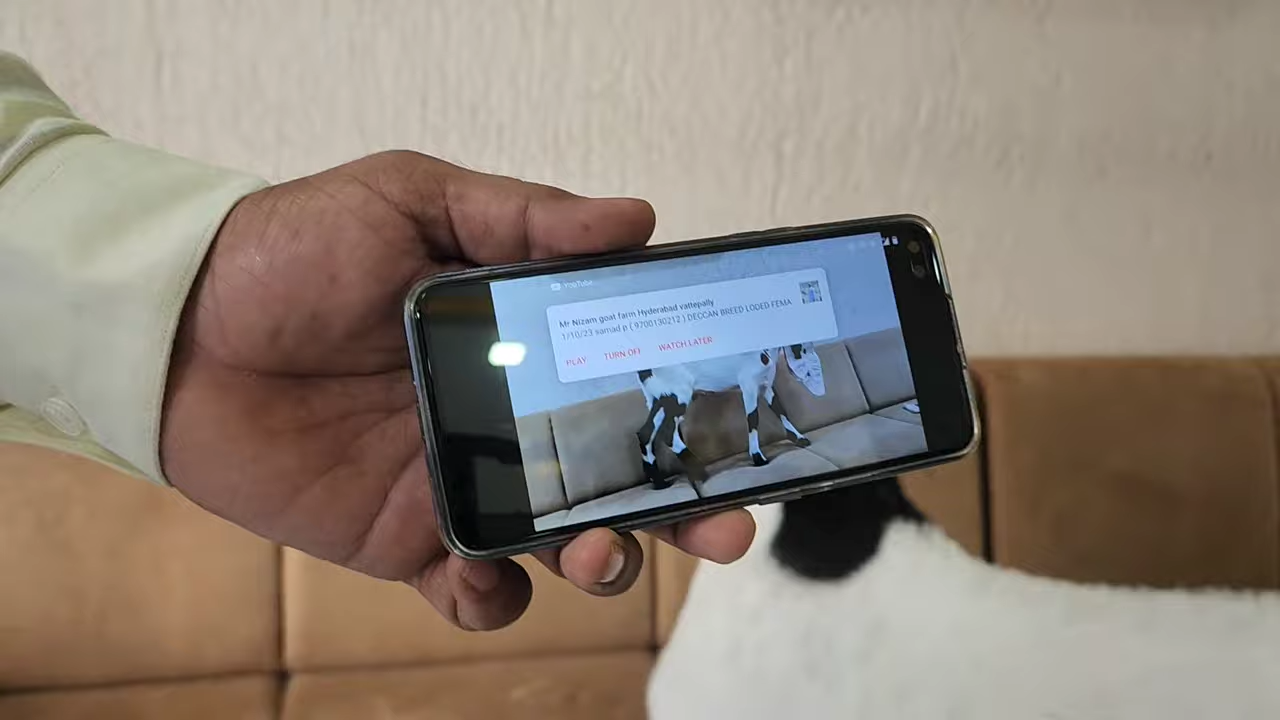 YouTube
Mr Nizam goat farm Hyderabad vattepally
1/10/23 samad p ( 9700130212 ) DECCAN BREED LODED FEMA
PLAY TURN OFF WATCH LATER